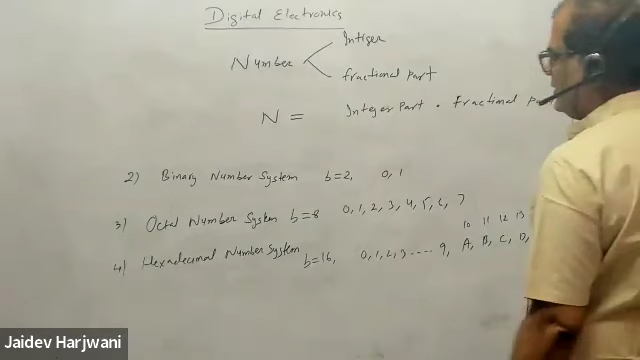 Digital Electronics
Number
Intiger
fractional part
N = Integer part . fractional
2) Binary Number System b=2, 0, 1
3) Octal Number System b=8 0, 1, 2, 3, 4, 5, 6, 7
10 11 12 13
4) Hexadecimal Number System b=16, 0, 1, 2, 3 ---- 9, A, B, C, D,
Jaidev Harjwani